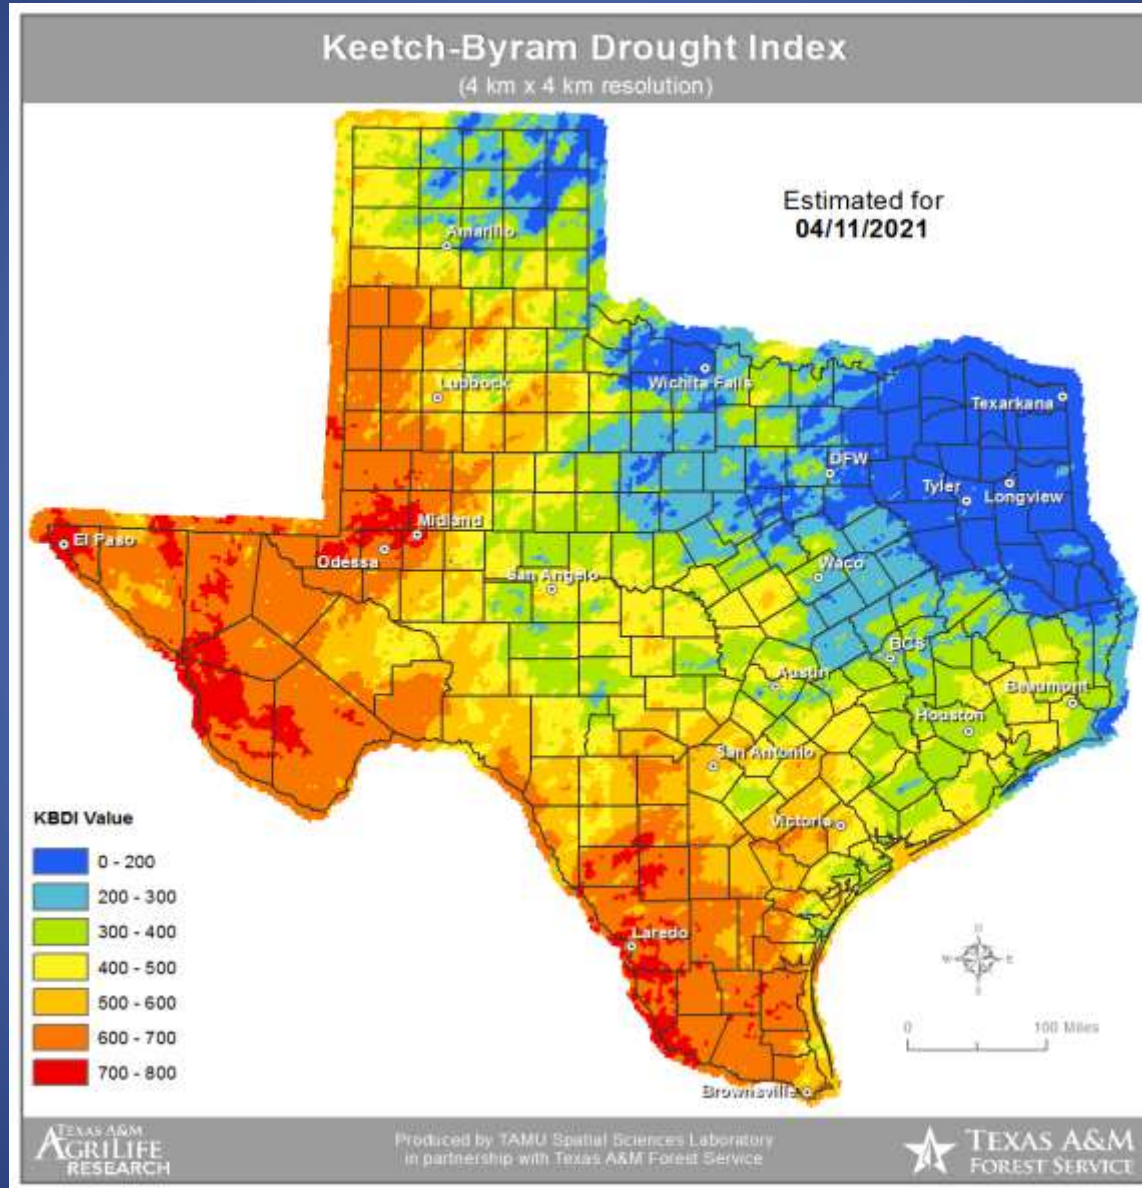 Keetch-Byram Drought Index
(4 km x 4 km resolution)
Estimated for
04/11/2021
Amarillo
Lubbock
Wichita Falls
Texarkana
DFW
Tyler
Longview
Midland
El Paso
Odessa
San Angelo
Waco
BCS
Austin
Beaumont
Houston
San Antonio
Victoria
Laredo
Brownsville
KBDI Value
0 - 200
200 - 300
300 - 400
400 - 500
500 - 600
600 - 700
700 - 800
N
W E
S
0 100 Miles
TEXAS A&M
AGRILIFE
RESEARCH
Produced by TAMU Spatial Sciences Laboratory
in partnership with Texas A&M Forest Service
TEXAS A&M
FOREST SERVICE